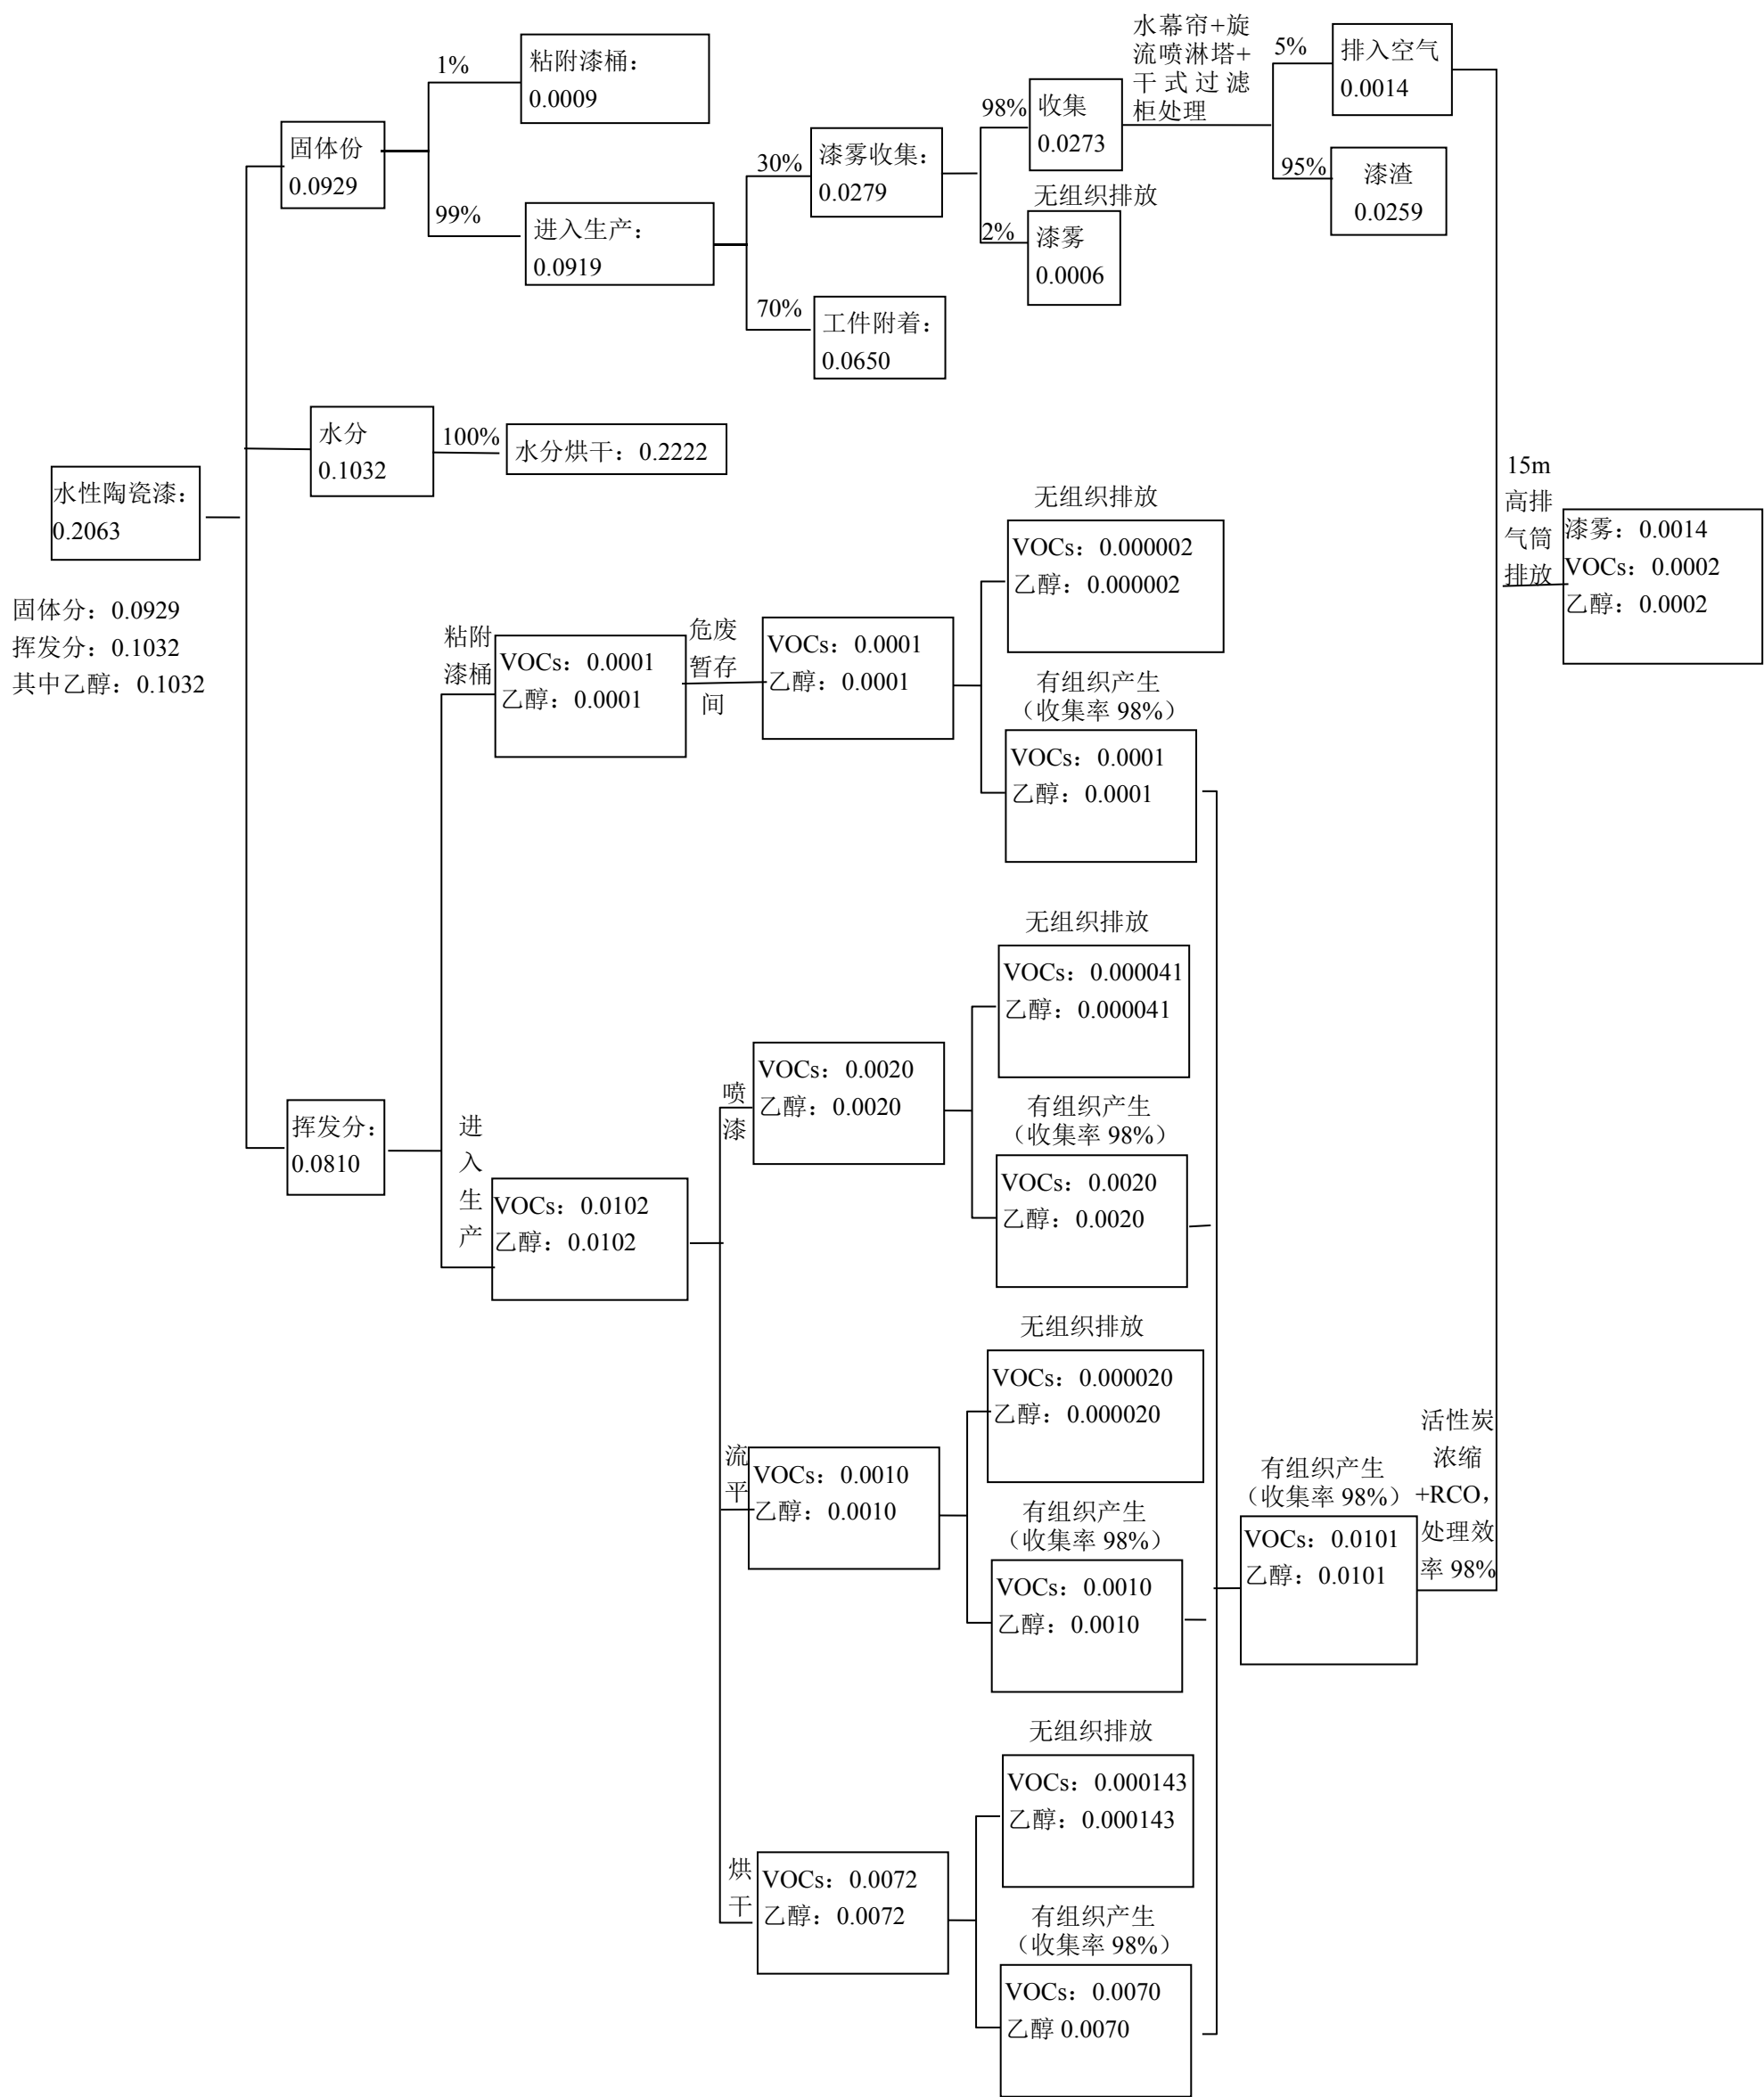 水性陶瓷漆：
0.2063
固体分：0.0929
挥发分：0.1032
其中乙醇：0.1032
固体份
0.0929
1%
粘附漆桶：
0.0009
99%
进入生产：
0.0919
30%
漆雾收集：
0.0279
70%
工件附着：
0.0650
98%
收集
0.0273
无组织排放
2%
漆雾
0.0006
水幕帘+旋
流喷淋塔+
干式过滤
柜处理
5%
排入空气
0.0014
95%
漆渣
0.0259
水分
0.1032
100%
水分烘干：0.2222
挥发分：
0.0810
粘附
漆桶
VOCs：0.0001
乙醇：0.0001
危废
暂存
间
VOCs：0.0001
乙醇：0.0001
无组织排放
VOCs：0.000002
乙醇：0.000002
有组织产生
（收集率 98%）
VOCs：0.0001
乙醇：0.0001
进
入
生
产
VOCs：0.0102
乙醇：0.0102
喷
漆
VOCs：0.0020
乙醇：0.0020
无组织排放
VOCs：0.000041
乙醇：0.000041
有组织产生
（收集率 98%）
VOCs：0.0020
乙醇：0.0020
流
平
VOCs：0.0010
乙醇：0.0010
无组织排放
VOCs：0.000020
乙醇：0.000020
有组织产生
（收集率 98%）
VOCs：0.0010
乙醇：0.0010
烘
干
VOCs：0.0072
乙醇：0.0072
无组织排放
VOCs：0.000143
乙醇：0.000143
有组织产生
（收集率 98%）
VOCs：0.0070
乙醇 0.0070
有组织产生
（收集率 98%）
VOCs：0.0101
乙醇：0.0101
活性炭
浓缩
+RCO，
处理效
率 98%
15m
高排
气筒
排放
漆雾：0.0014
VOCs：0.0002
乙醇：0.0002